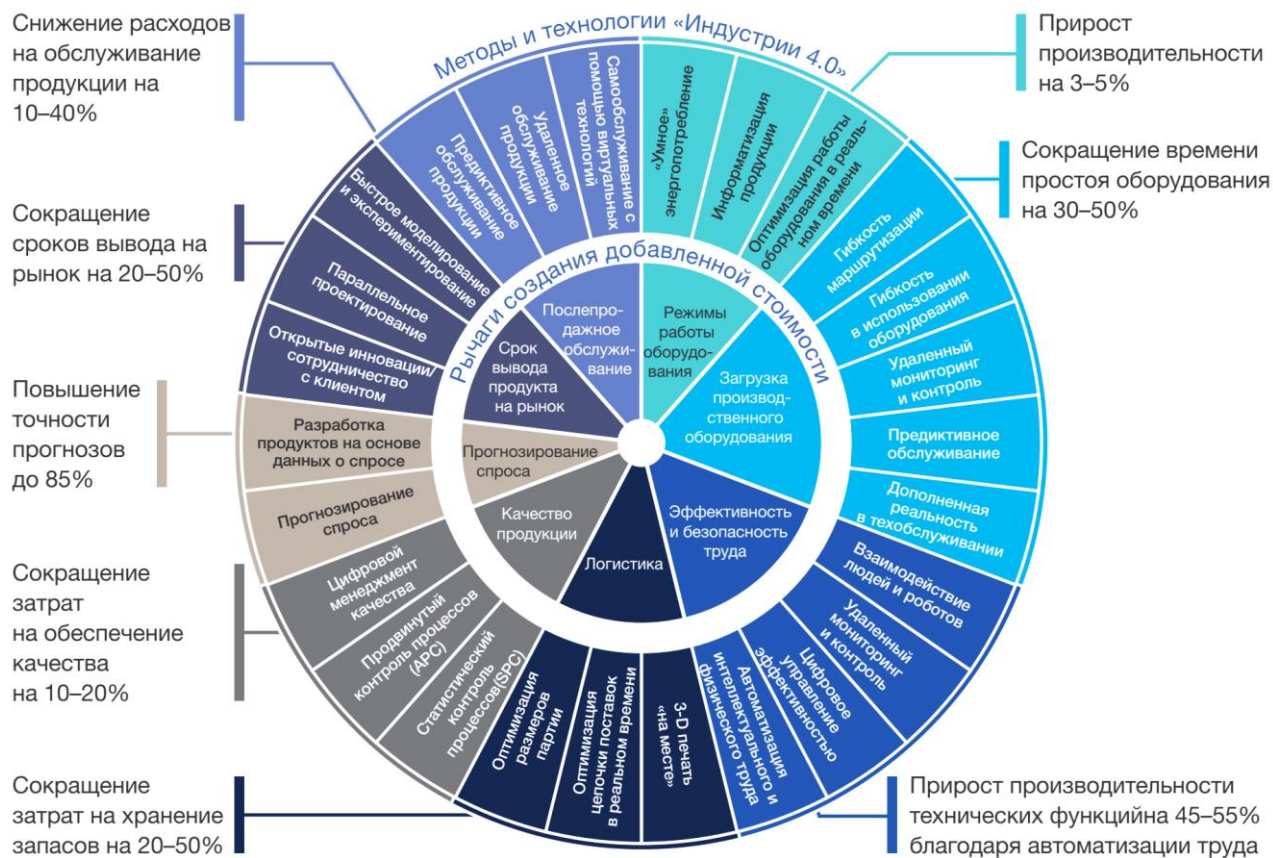 Методы и технологии «Индустрии 4.0»
Снижение расходов
на обслуживание
продукции на
10–40%
Сокращение
сроков вывода на
рынок на 20–50%
Повышение
точности
прогнозов
до 85%
Сокращение
затрат
на обеспечение
качества
на 10–20%
Сокращение
затрат на хранение
запасов на 20–50%
Прирост
производительности
на 3–5%
Сокращение времени
простоя оборудования
на 30–50%
Прирост производительности
технических функцийна 45–55%
благодаря автоматизации труда
«Умное»
энергопотребление
Информатизация
продукции
Оптимизация работы
оборудования в реаль-
ном времени
Гибкость
маршрутизации
Гибкость
в использовании
оборудования
Удаленный
мониторинг
и контроль
Предиктивное
обслуживание
Дополненная
реальность
в техобслуживании
Взаимодействие
людей и роботов
Удаленный
мониторинг
и контроль
Цифровое
управление
эффективностью
Автоматизация
интеллектуального и
физического труда
3-D печать
«на месте»
Оптимизация
цепочки поставок
в реальном времени
Оптимизация
размеров
партии
Статистический
контроль
процессов(SPC)
Продвинутый
контроль процессов
(APC)
Цифровой
менеджмент
качества
Прогнозирование
спроса
Разработка
продуктов на основе
данных о спросе
Открытые инновации/
сотрудничество
с клиентом
Параллельное
проектирование
Быстрое моделирование
и экспериментирование
Предиктивное
обслуживание
продукции
Удаленное
обслуживание
продукции
Самообслуживание с
помощью виртуальных
технологий
Рычаги создания добавленной стоимости
Режимы
работы
оборудо-
вания
Загрузка
производ-
ственного
оборудования
Эффективность
и безопасность
труда
Логистика
Качество
продукции
Прогнозирование
спроса
Срок
вывода
продукта
на рынок
Послепро-
дажное
обслужи-
вание